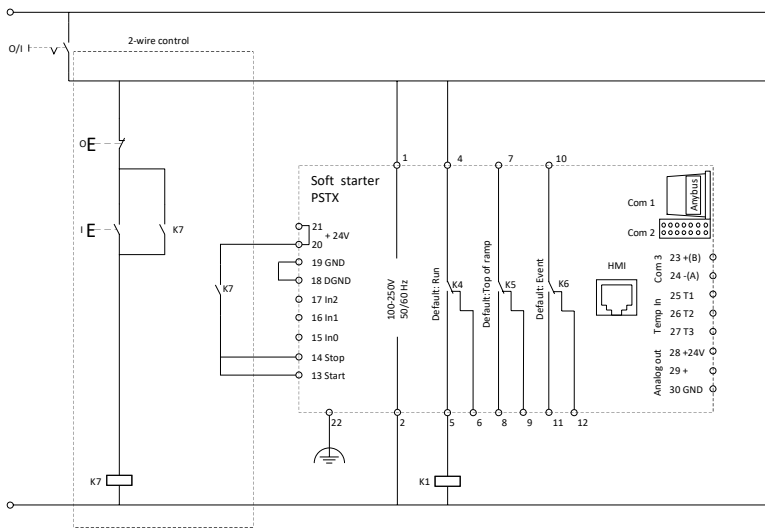 2-wire control
O/I
O
I
K7
K7
K7
Soft starter
PSTX
21
+ 24V
20
19 GND
18 DGND
17 In2
16 In1
15 In0
14 Stop
13 Start
22
1
100-250V
50/60 Hz
2
4
Default: Run
K4
5
6
K1
7
Default:Top of ramp
K5
8
9
10
Default: Event
K6
11
12
HMI
Com 1
Anybus
Com 2
Com 3
23 +(B)
24 -(A)
Temp In
25 T1
26 T2
27 T3
Analog out
28 +24V
29 +
30 GND